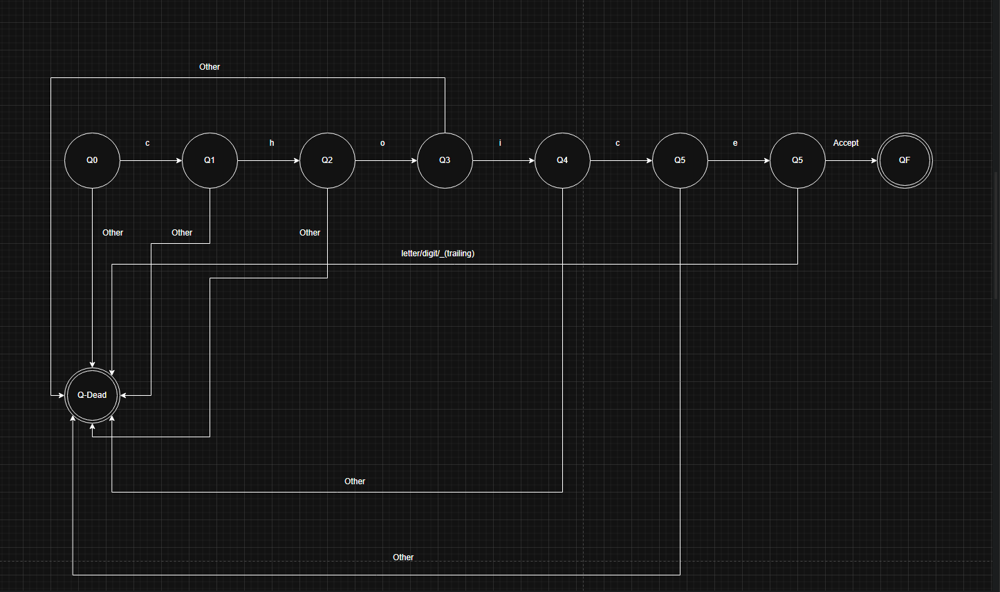 Other
c
h
o
i
c
e
Accept
Q0
Q1
Q2
Q3
Q4
Q5
Q5
QF
Other
Other
Other
letter/digit/_(trailing)
Q-Dead
Other
Other